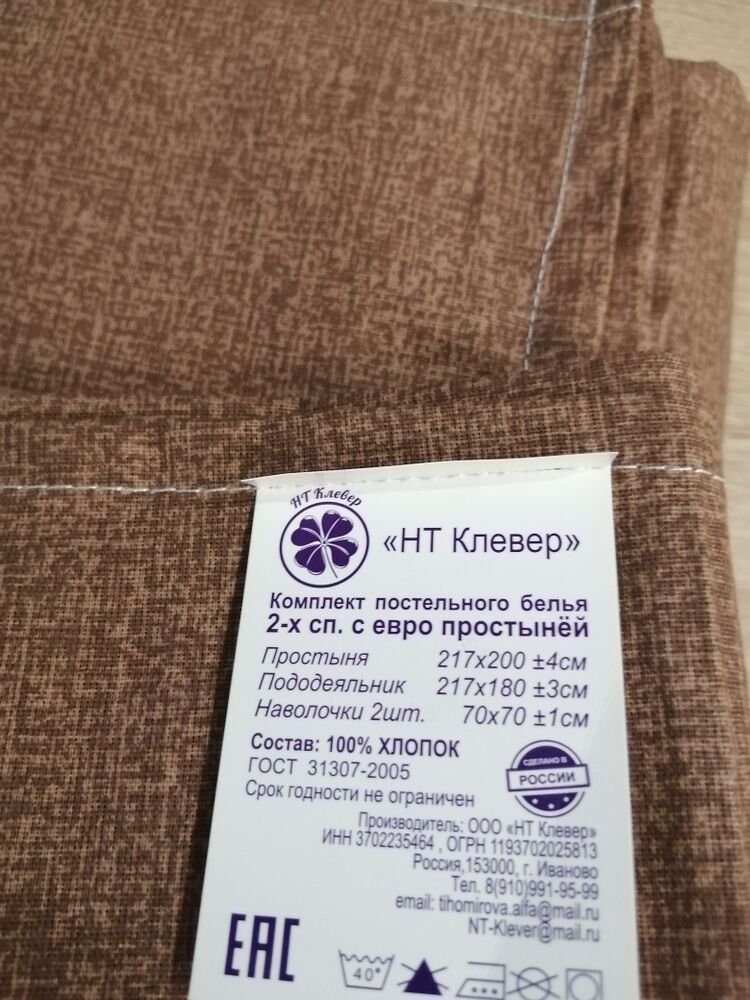 НТ Клевер
«НТ Клевер»
Комплект постельного белья
2-х сп. с евро простынёй
Простыня 217х200 ±4см
Пододеяльник 217х180 ±3см
Наволочки 2шт. 70х70 ±1см
Состав: 100% ХЛОПОК
ГОСТ 31307-2005
Срок годности не ограничен
СДЕЛАНО В
РОССИИ
Производитель: ООО «НТ Клевер»
ИНН 3702235464 , ОГРН 1193702025813
Россия,153000, г. Иваново
Тел. 8(910)991-95-99
email: tihomirova.alfa@mail.ru
NT-Klever@mail.ru
EAC
40°